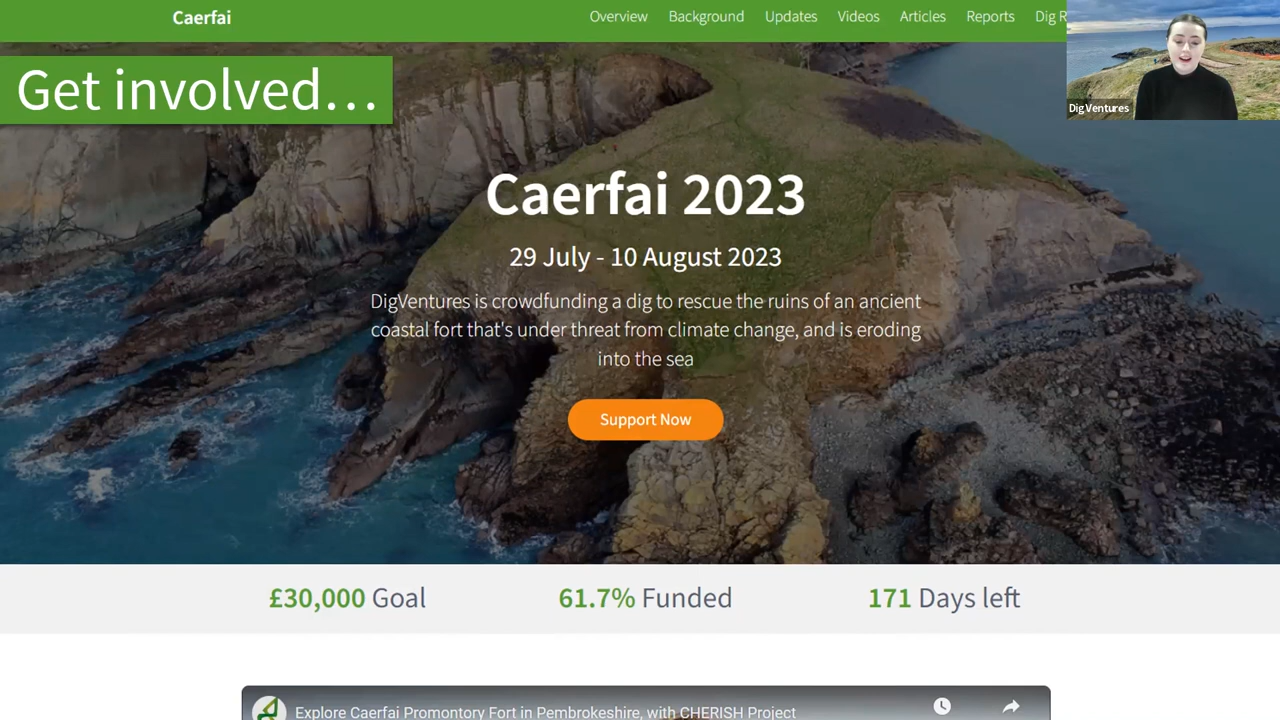 Caerfai
Overview Background Updates Videos Articles Reports Dig R
DigVentures
Get involved…
Caerfai 2023
29 July - 10 August 2023
DigVentures is crowdfunding a dig to rescue the ruins of an ancient
coastal fort that's under threat from climate change, and is eroding
into the sea
Support Now
£30,000 Goal
61.7% Funded
171 Days left
Explore Caerfai Promontory Fort in Pembrokeshire, with CHERISH Project